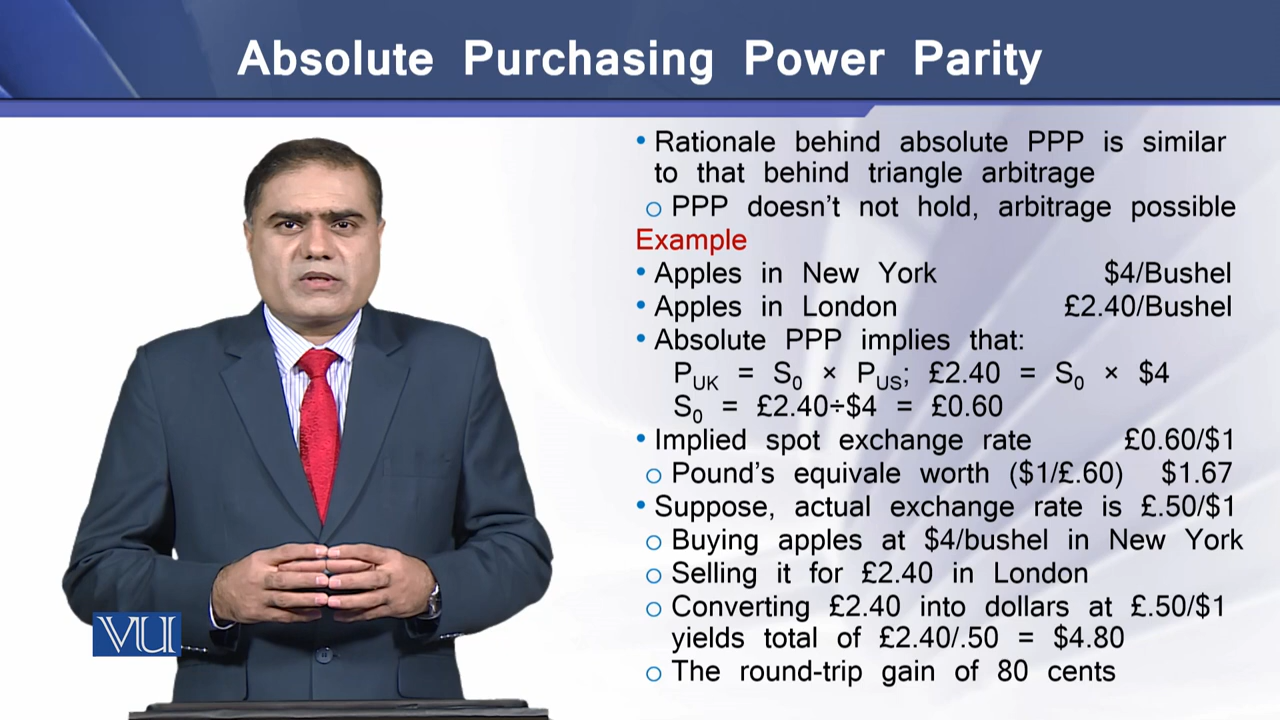 Absolute Purchasing Power Parity
• Rationale behind absolute PPP is similar
to that behind triangle arbitrage
o PPP doesn’t not hold, arbitrage possible
Example
• Apples in New York $4/Bushel
• Apples in London £2.40/Bushel
• Absolute PPP implies that:
P_UK = S_0 × P_US; £2.40 = S_0 × $4
S_0 = £2.40÷$4 = £0.60
• Implied spot exchange rate £0.60/$1
o Pound’s equivale worth ($1/£.60) $1.67
• Suppose, actual exchange rate is £.50/$1
o Buying apples at $4/bushel in New York
o Selling it for £2.40 in London
o Converting £2.40 into dollars at £.50/$1
yields total of £2.40/.50 = $4.80
o The round-trip gain of 80 cents
VU